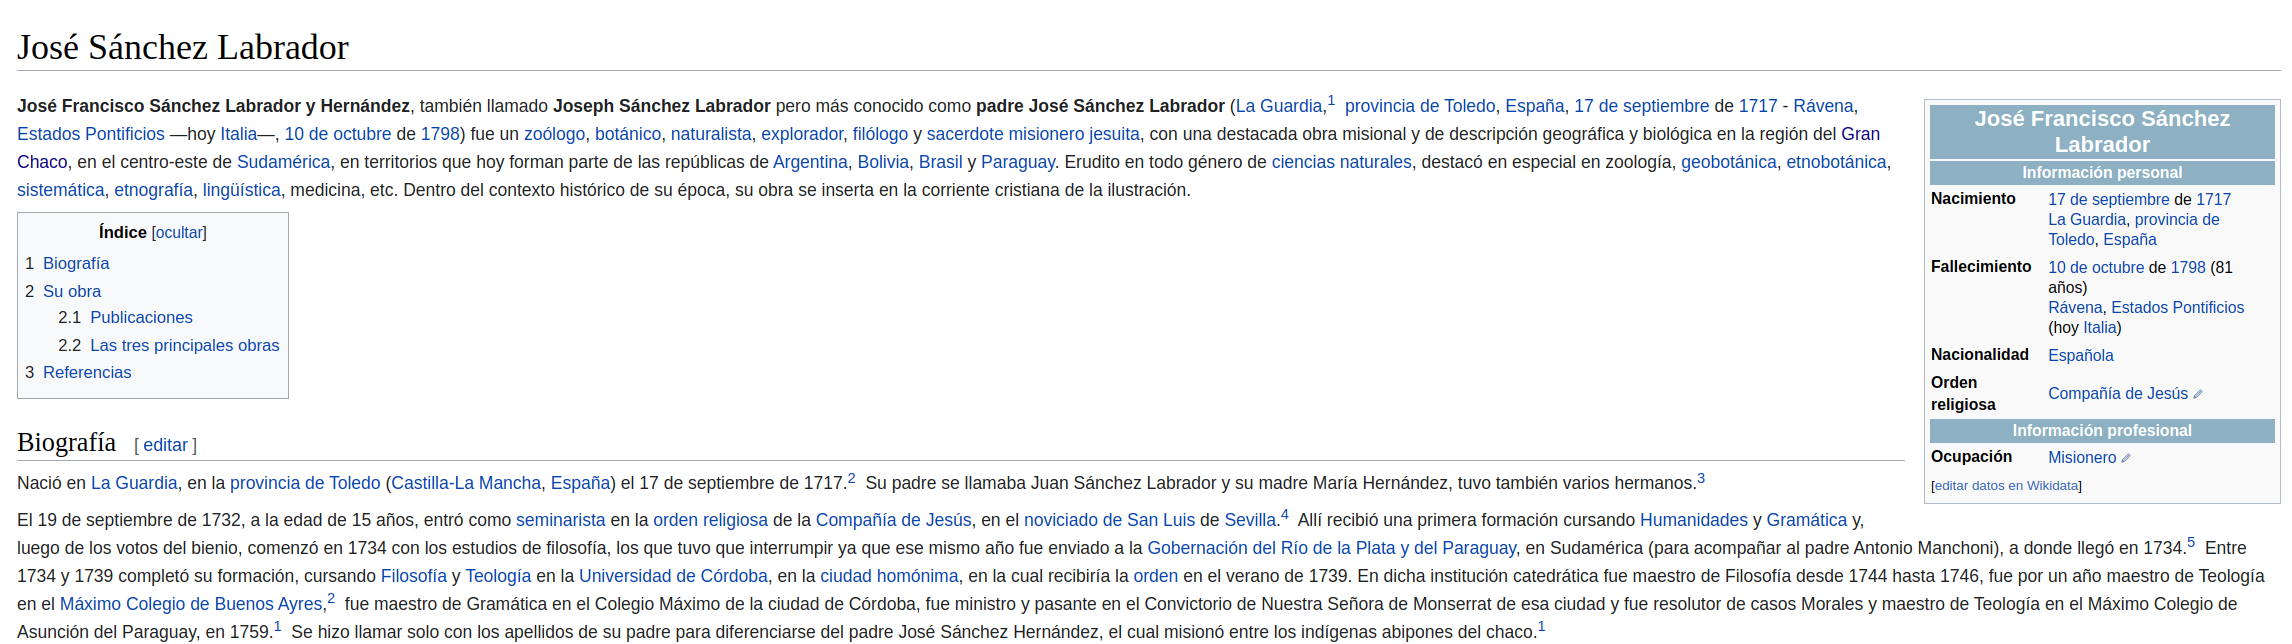 José Sánchez Labrador
José Francisco Sánchez Labrador y Hernández, también llamado Joseph Sánchez Labrador pero más conocido como padre José Sánchez Labrador (La Guardia,1 provincia de Toledo, España, 17 de septiembre de 1717 - Rávena,
Estados Pontificios —hoy Italia—, 10 de octubre de 1798) fue un zoólogo, botánico, naturalista, explorador, filólogo y sacerdote misionero jesuita, con una destacada obra misional y de descripción geográfica y biológica en la región del Gran
Chaco, en el centro-este de Sudamérica, en territorios que hoy forman parte de las repúblicas de Argentina, Bolivia, Brasil y Paraguay. Erudito en todo género de ciencias naturales, destacó en especial en zoología, geobotánica, etnobotánica,
sistemática, etnografía, lingüística, medicina, etc. Dentro del contexto histórico de su época, su obra se inserta en la corriente cristiana de la ilustración.
Índice [ocultar]
1 Biografía
2 Su obra
2.1 Publicaciones
2.2 Las tres principales obras
3 Referencias
José Francisco Sánchez
Labrador
Información personal
Nacimiento 17 de septiembre de 1717
La Guardia, provincia de
Toledo, España
Fallecimiento 10 de octubre de 1798 (81
años)
Rávena, Estados Pontificios
(hoy Italia)
Nacionalidad Española
Orden
religiosa Compañía de Jesús
Información profesional
Ocupación Misionero
[editar datos en Wikidata]
Biografía [ editar ]
Nació en La Guardia, en la provincia de Toledo (Castilla-La Mancha, España) el 17 de septiembre de 1717.2 Su padre se llamaba Juan Sánchez Labrador y su madre María Hernández, tuvo también varios hermanos.3
El 19 de septiembre de 1732, a la edad de 15 años, entró como seminarista en la orden religiosa de la Compañía de Jesús, en el noviciado de San Luis de Sevilla.4 Allí recibió una primera formación cursando Humanidades y Gramática y,
luego de los votos del bienio, comenzó en 1734 con los estudios de filosofía, los que tuvo que interrumpir ya que ese mismo año fue enviado a la Gobernación del Río de la Plata y del Paraguay, en Sudamérica (para acompañar al padre Antonio Manchoni), a donde llegó en 1734.5 Entre
1734 y 1739 completó su formación, cursando Filosofía y Teología en la Universidad de Córdoba, en la ciudad homónima, en la cual recibiría la orden en el verano de 1739. En dicha institución catedrática fue maestro de Filosofía desde 1744 hasta 1746, fue por un año maestro de Teología
en el Máximo Colegio de Buenos Ayres,2 fue maestro de Gramática en el Colegio Máximo de la ciudad de Córdoba, fue ministro y pasante en el Convictorio de Nuestra Señora de Monserrat de esa ciudad y fue resolutor de casos Morales y maestro de Teología en el Máximo Colegio de
Asunción del Paraguay, en 1759.1 Se hizo llamar solo con los apellidos de su padre para diferenciarse del padre José Sánchez Hernández, el cual misionó entre los indígenas abipones del chaco.1